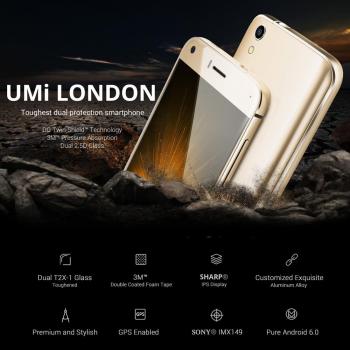 UMi LONDON
Toughest dual protection smartphone
DQ Twin-Shield™ Technology
3M™ Pressure Absorption
Dual 2.5D Glass
Dual T2X-1 Glass
Toughened
3M™
Double Coated Foam Tape
SHARP®
IPS Display
Customized Exquisite
Aluminum Alloy
Premium and Stylish
GPS
GPS Enabled
SONY® IMX149
Pure Android 6.0